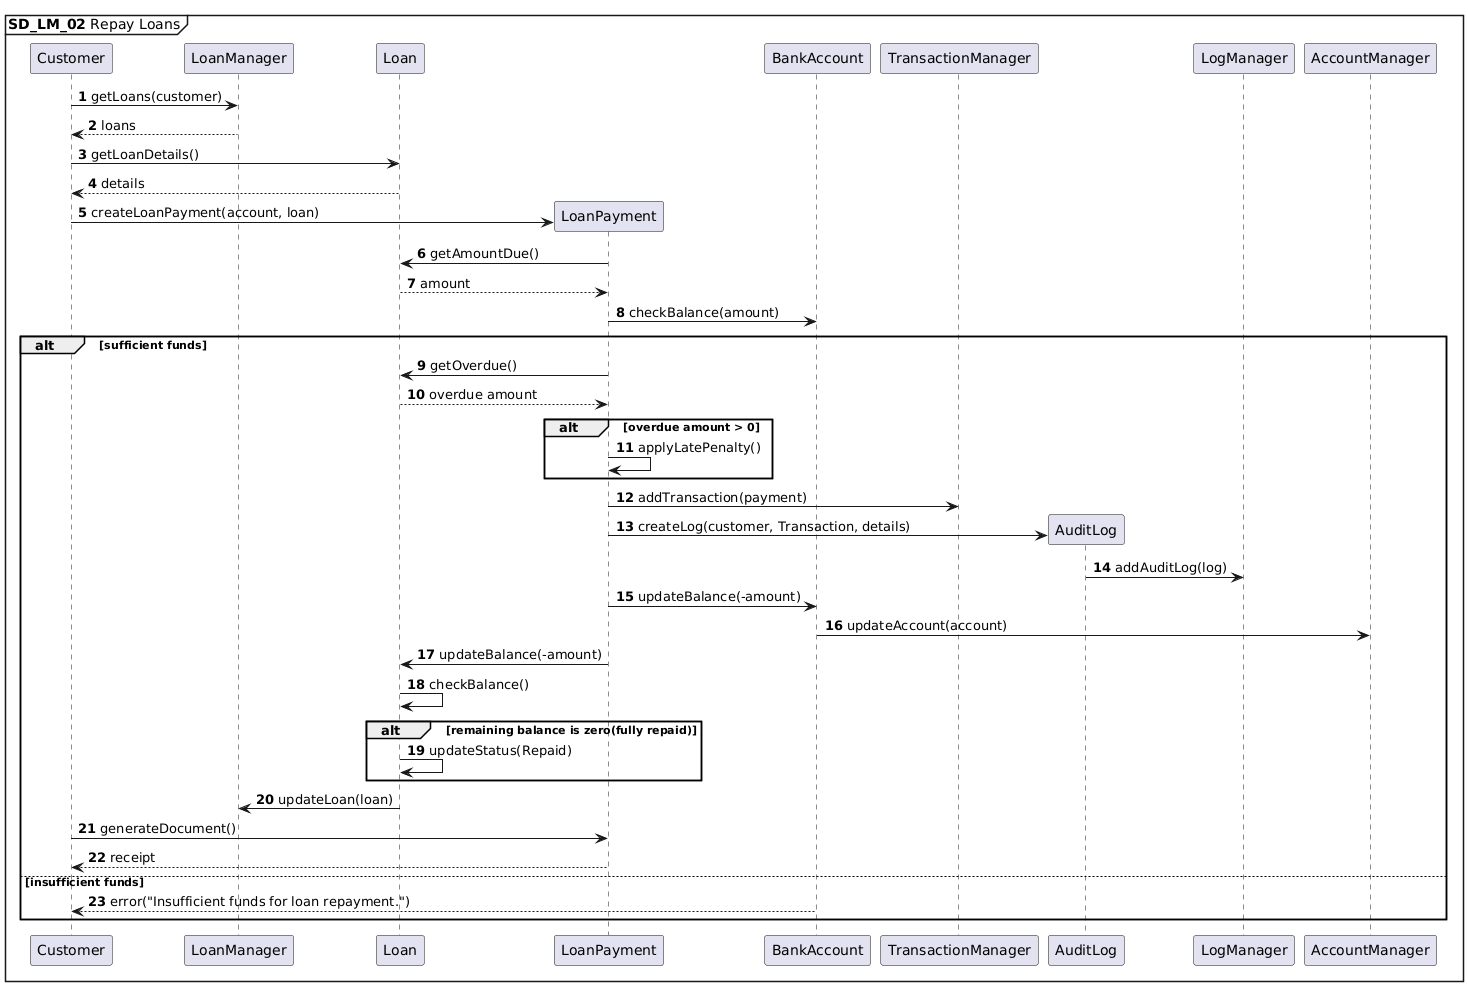 SD_LM_02 Repay Loans
Customer LoanManager Loan BankAccount TransactionManager LogManager AccountManager
1 getLoans(customer)
2 loans
3 getLoanDetails()
4 details
5 createLoanPayment(account, loan) LoanPayment
6 getAmountDue()
7 amount
8 checkBalance(amount)
alt [sufficient funds]
9 getOverdue()
10 overdue amount
alt [overdue amount > 0]
11 applyLatePenalty()
12 addTransaction(payment)
13 createLog(customer, Transaction, details) AuditLog
14 addAuditLog(log)
15 updateBalance(-amount)
16 updateAccount(account)
17 updateBalance(-amount)
18 checkBalance()
alt [remaining balance is zero(fully repaid)]
19 updateStatus(Repaid)
20 updateLoan(loan)
21 generateDocument()
22 receipt
[insufficient funds]
23 error("Insufficient funds for loan repayment.")
Customer LoanManager Loan LoanPayment BankAccount TransactionManager AuditLog LogManager AccountManager